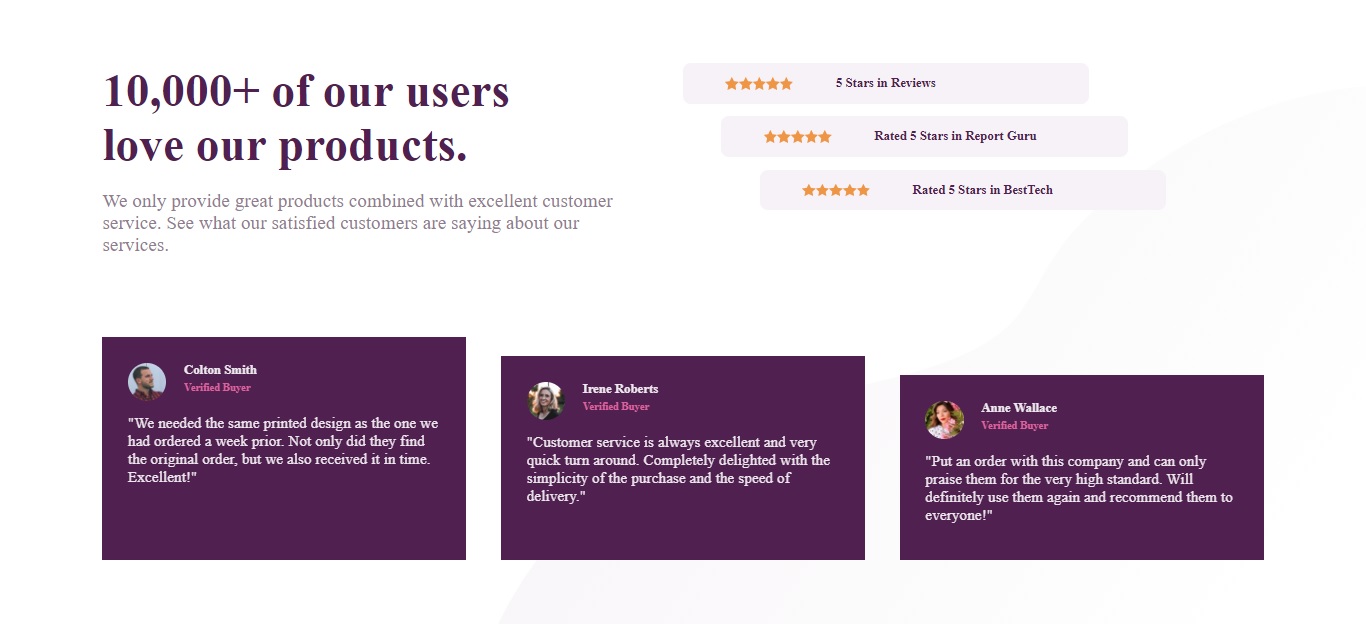 10,000+ of our users
love our products.
We only provide great products combined with excellent customer
service. See what our satisfied customers are saying about our
services.
5 Stars in Reviews
Rated 5 Stars in Report Guru
Rated 5 Stars in BestTech
Colton Smith
Verified Buyer
"We needed the same printed design as the one we
had ordered a week prior. Not only did they find
the original order, but we also received it in time.
Excellent!"
Irene Roberts
Verified Buyer
"Customer service is always excellent and very
quick turn around. Completely delighted with the
simplicity of the purchase and the speed of
delivery."
Anne Wallace
Verified Buyer
"Put an order with this company and can only
praise them for the very high standard. Will
definitely use them again and recommend them to
everyone!"